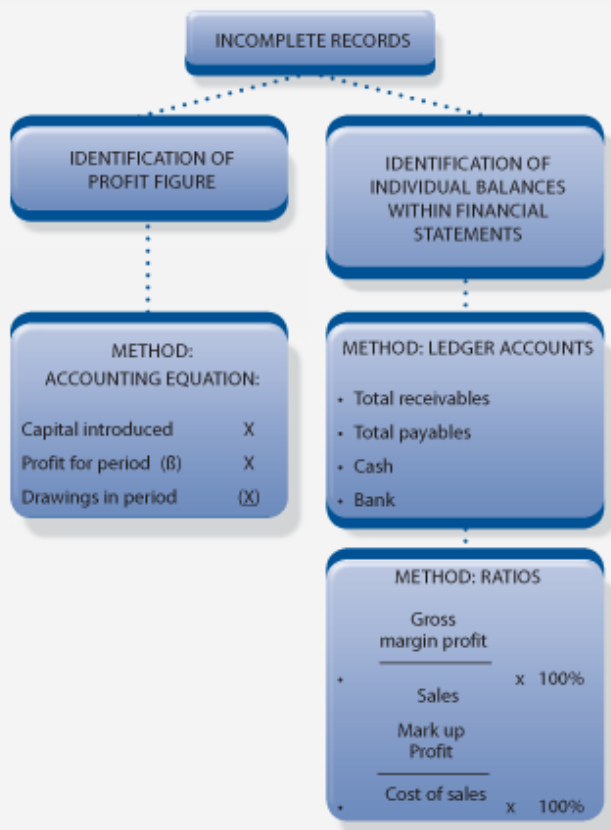 INCOMPLETE RECORDS
IDENTIFICATION OF
PROFIT FIGURE
METHOD:
ACCOUNTING EQUATION:
Capital introduced X
Profit for period (ß) X
Drawings in period (X)
IDENTIFICATION OF
INDIVIDUAL BALANCES
WITHIN FINANCIAL
STATEMENTS
METHOD: LEDGER ACCOUNTS
• Total receivables
• Total payables
• Cash
• Bank
METHOD: RATIOS
Gross
margin profit
• x 100%
Sales
Mark up
Profit
Cost of sales
• x 100%